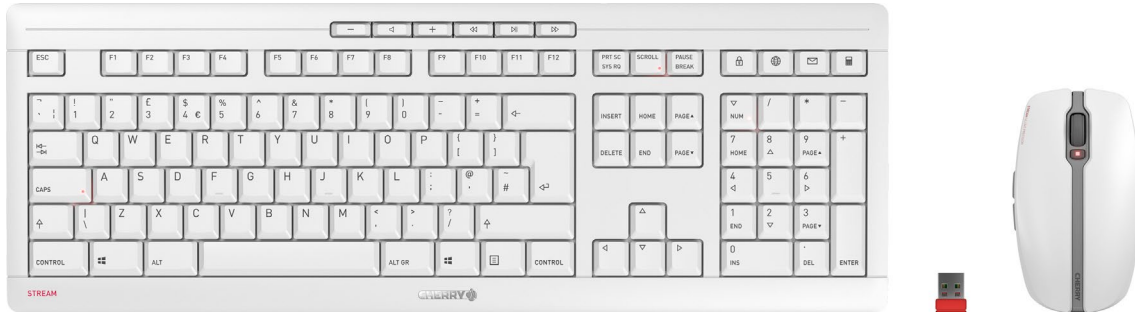 ESC F1 F2 F3 F4 F5 F6 F7 F8 F9 F10 F11 F12 PRT SC SCROLL PAUSE
SYS RQ BREAK
¬ ! " £ $ % ^ & * ( ) _ + INSERT HOME PAGE▲ NUM / * -
` ¦ 1 2 3 4 € 5 6 7 8 9 0 - =
Q W E R T Y U I O P { } DELETE END PAGE▼ 7 8 9 +
[ ] HOME PAGE▲
CAPS A S D F G H J K L : @ ~ 4 5 6
; ' #
| Z X C V B N M < > ? 1 2 3
\ , . / END PAGE▼
CONTROL ALT ALT GR CONTROL 0 . ENTER
INS DEL
STREAM CHERRY
CHERRY